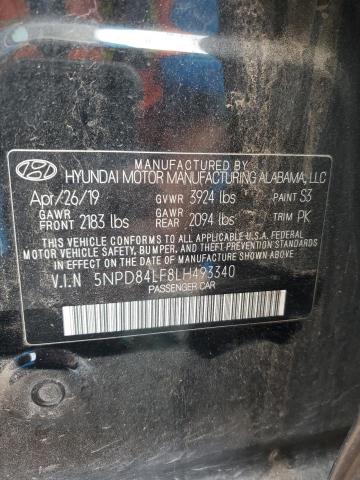 MANUFACTURED BY
HYUNDAI MOTOR MANUFACTURING ALABAMA, LLC
Apr/26/19 GVWR 3924 lbs PAINT S3
GAWR FRONT 2183 lbs GAWR REAR 2094 lbs TRIM PK
THIS VEHICLE CONFORMS TO ALL APPLICABLE FEDERAL
MOTOR VEHICLE SAFETY, BUMPER, AND THEFT PREVENTION
STANDARDS IN EFFECT ON THE DATE OF MANUFACTURE SHOWN ABOVE.
V.I.N 5NPD84LF8LH493340
PASSENGER CAR